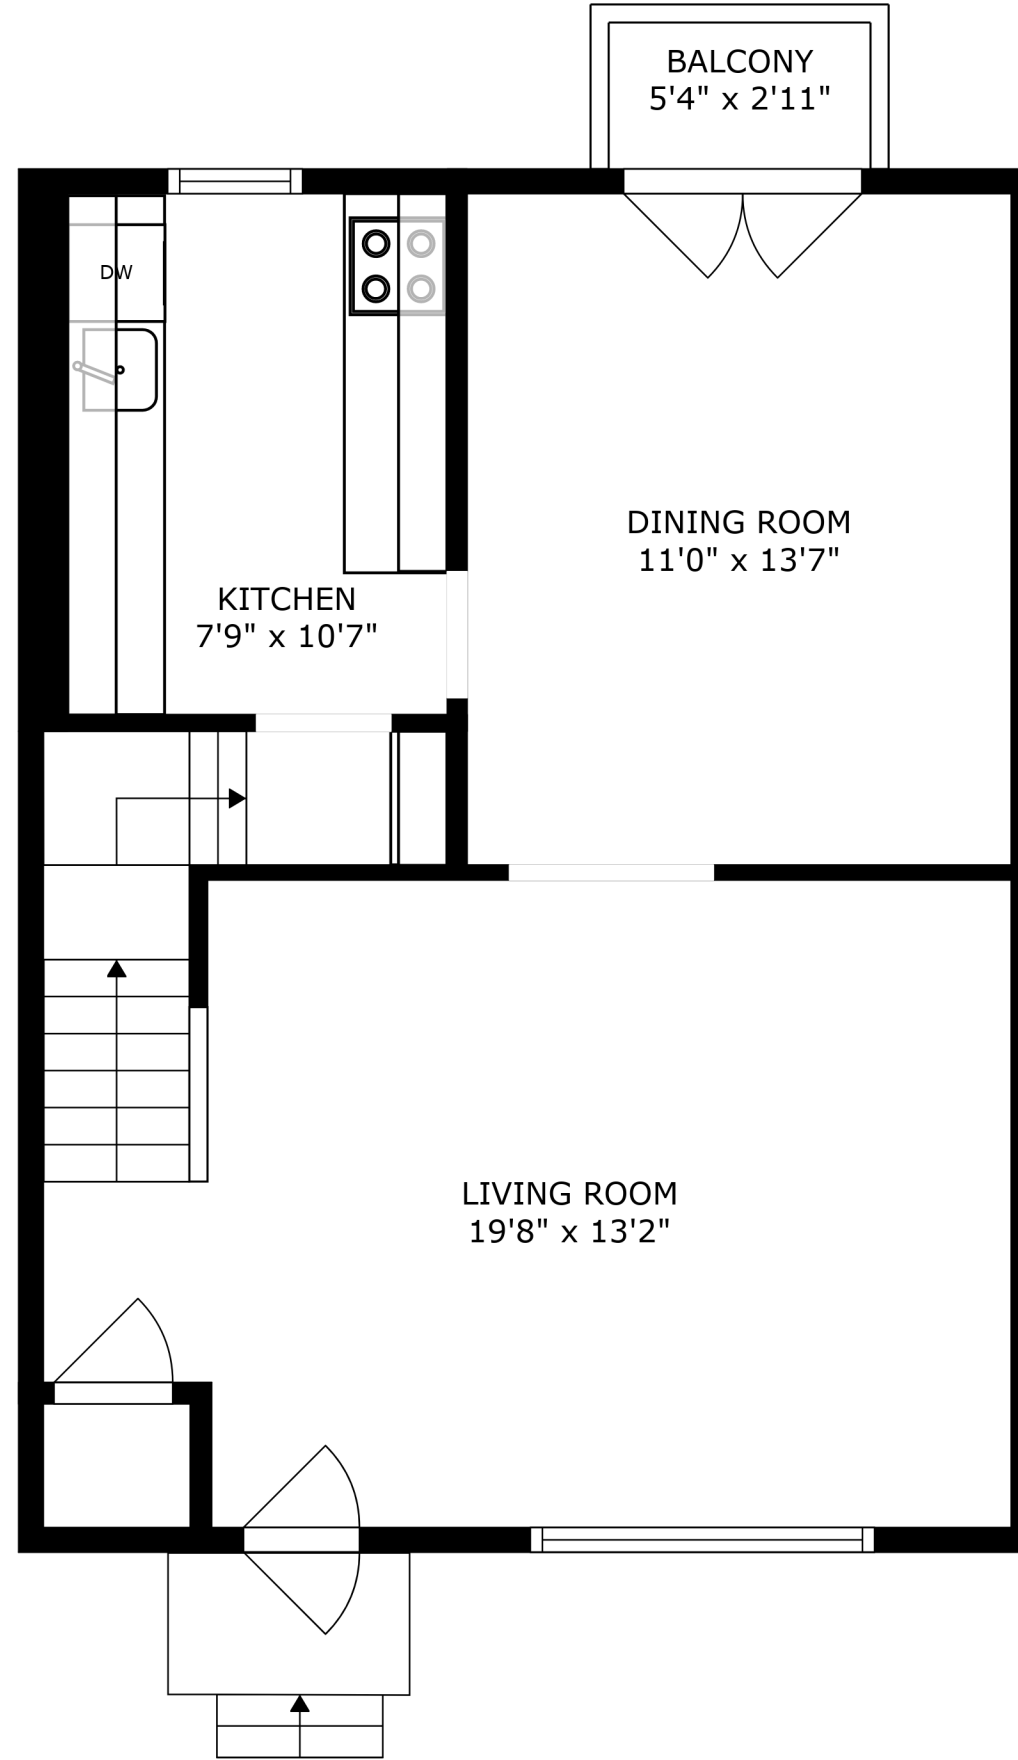 BALCONY
5'4" x 2'11"
DW
DINING ROOM
11'0" x 13'7"
KITCHEN
7'9" x 10'7"
LIVING ROOM
19'8" x 13'2"